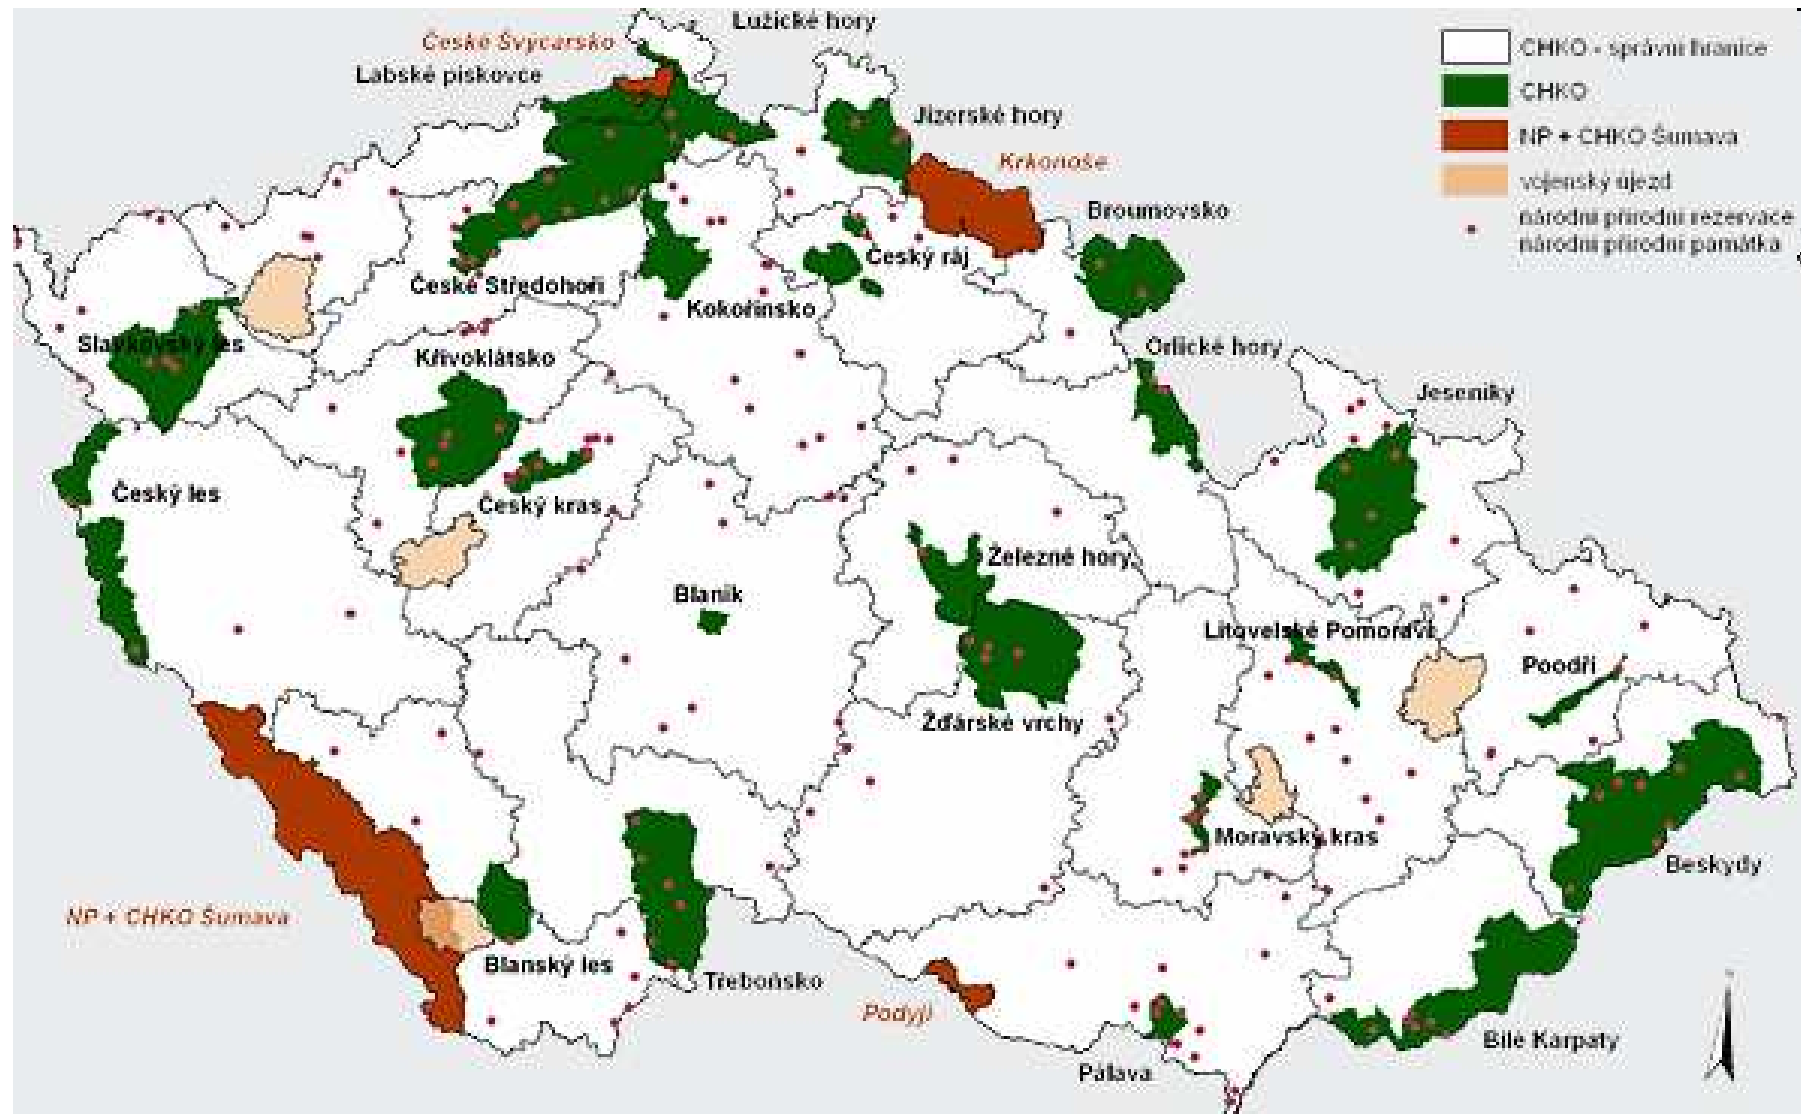 Lužické hory
České Švýcarsko
Labské pískovce
Jizerské hory
Krkonoše
Broumovsko
Český ráj
České Středohoří
Kokořínsko
Slavkovský les
Křivoklátsko
Orlické hory
Jeseníky
Český les
Český kras
Železné hory
Blaník
Litovelské Pomoraví
Poodří
Žďárské vrchy
Moravský kras
Beskydy
NP + CHKO Šumava
Blanský les
Třeboňsko
Podyjí
Pálava
Bílé Karpaty
CHKO - správní hranice
CHKO
NP + CHKO Šumava
vojenský újezd
národní přírodní rezervace
národní přírodní památka